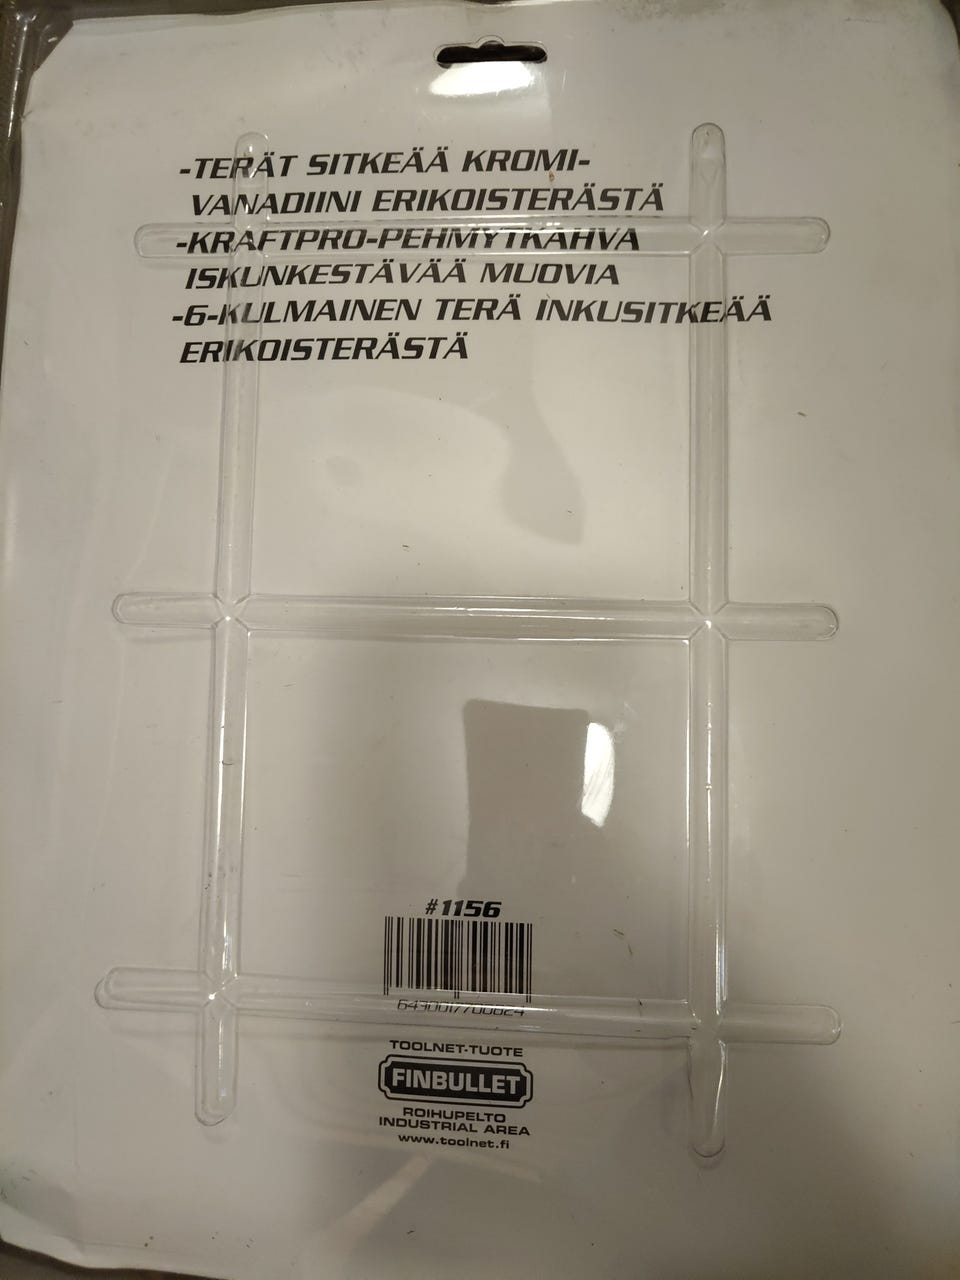 -TERÄT SITKEÄÄ KROMI-
VANADIINI ERIKOISTERÄSTÄ
-KRAFTPRO-PEHMYTKAHVA
ISKUNKESTÄVÄÄ MUOVIA
-6-KULMAINEN TERÄ INKUSITKEÄÄ
ERIKOISTERÄSTÄ
#1156
6430017700824
TOOLNET-TUOTE
FINBULLET
ROIHUPELTO
INDUSTRIAL AREA
www.toolnet.fi